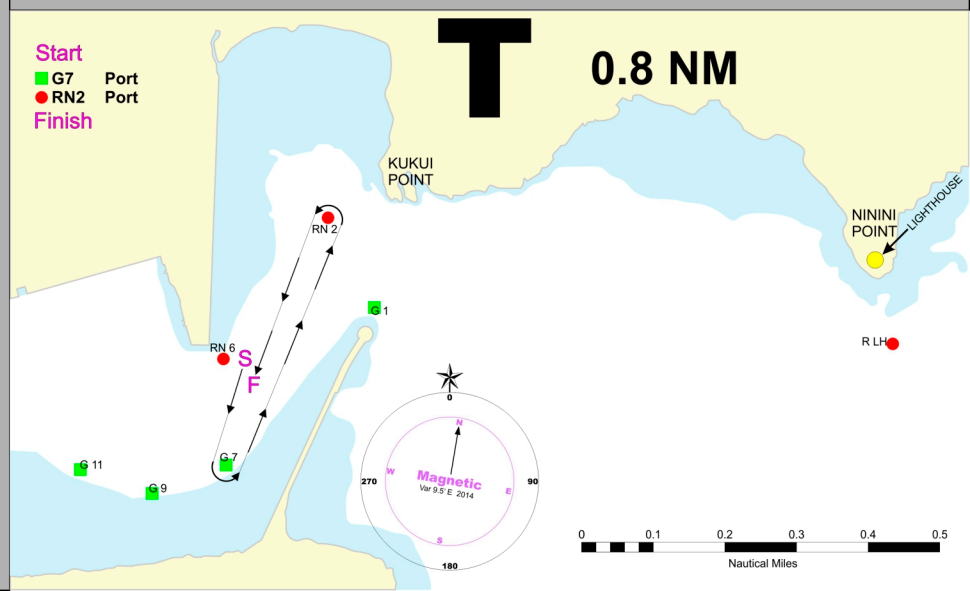 T
0.8 NM
Start
G7 Port
RN2 Port
Finish
KUKUI
POINT
NININI
POINT
LIGHTHOUSE
RN 2
G 1
R LH
RN 6
S
F
G 7
G 11
G 9
0
N
W
E
S
270
90
180
Magnetic
Var 9.5° E 2014
0 0.1 0.2 0.3 0.4 0.5
Nautical Miles